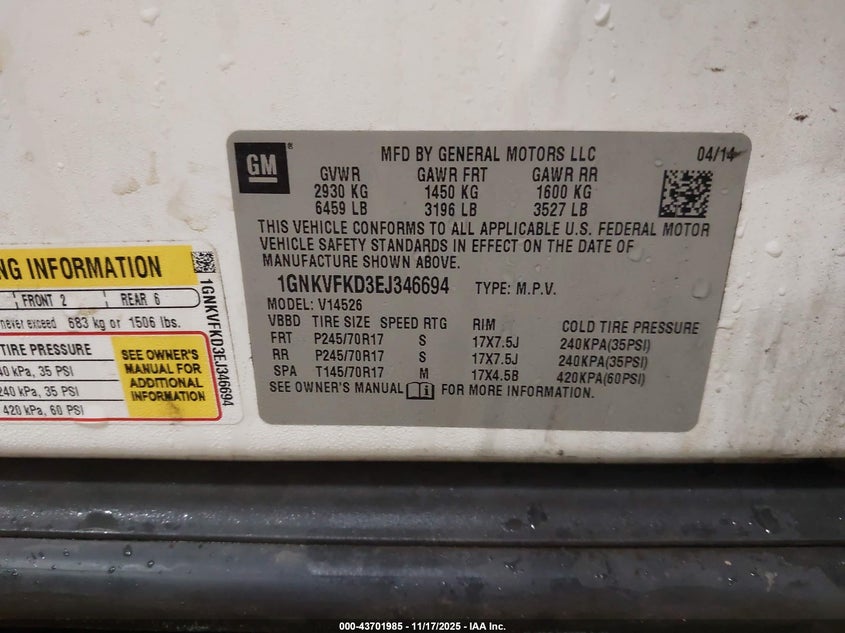 GM
®
MFD BY GENERAL MOTORS LLC 04/14
GVWR GAWR FRT GAWR RR
2930 KG 1450 KG 1600 KG
6459 LB 3196 LB 3527 LB
THIS VEHICLE CONFORMS TO ALL APPLICABLE U.S. FEDERAL MOTOR
VEHICLE SAFETY STANDARDS IN EFFECT ON THE DATE OF
MANUFACTURE SHOWN ABOVE.
1GNKVFKD3EJ346694 TYPE: M.P.V.
MODEL: V14526
VBBD TIRE SIZE SPEED RTG RIM COLD TIRE PRESSURE
FRT P245/70R17 S 17X7.5J 240KPA(35PSI)
RR P245/70R17 S 17X7.5J 240KPA(35PSI)
SPA T145/70R17 M 17X4.5B 420KPA(60PSI)
SEE OWNER'S MANUAL FOR MORE INFORMATION.
NG INFORMATION
FRONT 2 REAR 6
never exceed 683 kg or 1506 lbs.
TIRE PRESSURE
40 kPa, 35 PSI
240 kPa, 35 PSI
420 kPa, 60 PSI
SEE OWNER'S
MANUAL FOR
ADDITIONAL
INFORMATION
1GNKVFKD3EJ346694
000-43701985 - 11/17/2025 - IAA Inc.